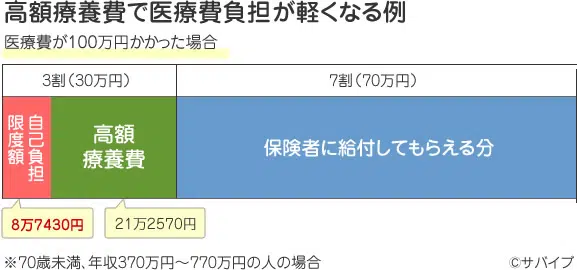 高額療養費で医療費負担が軽くなる例
医療費が100万円かかった場合
3割(30万円)
7割(70万円)
自己負担
限度額
高額
療養費
保険者に給付してもらえる分
8万7430円
21万2570円
※70歳未満、年収370万円〜770万円の人の場合
©サバイブ